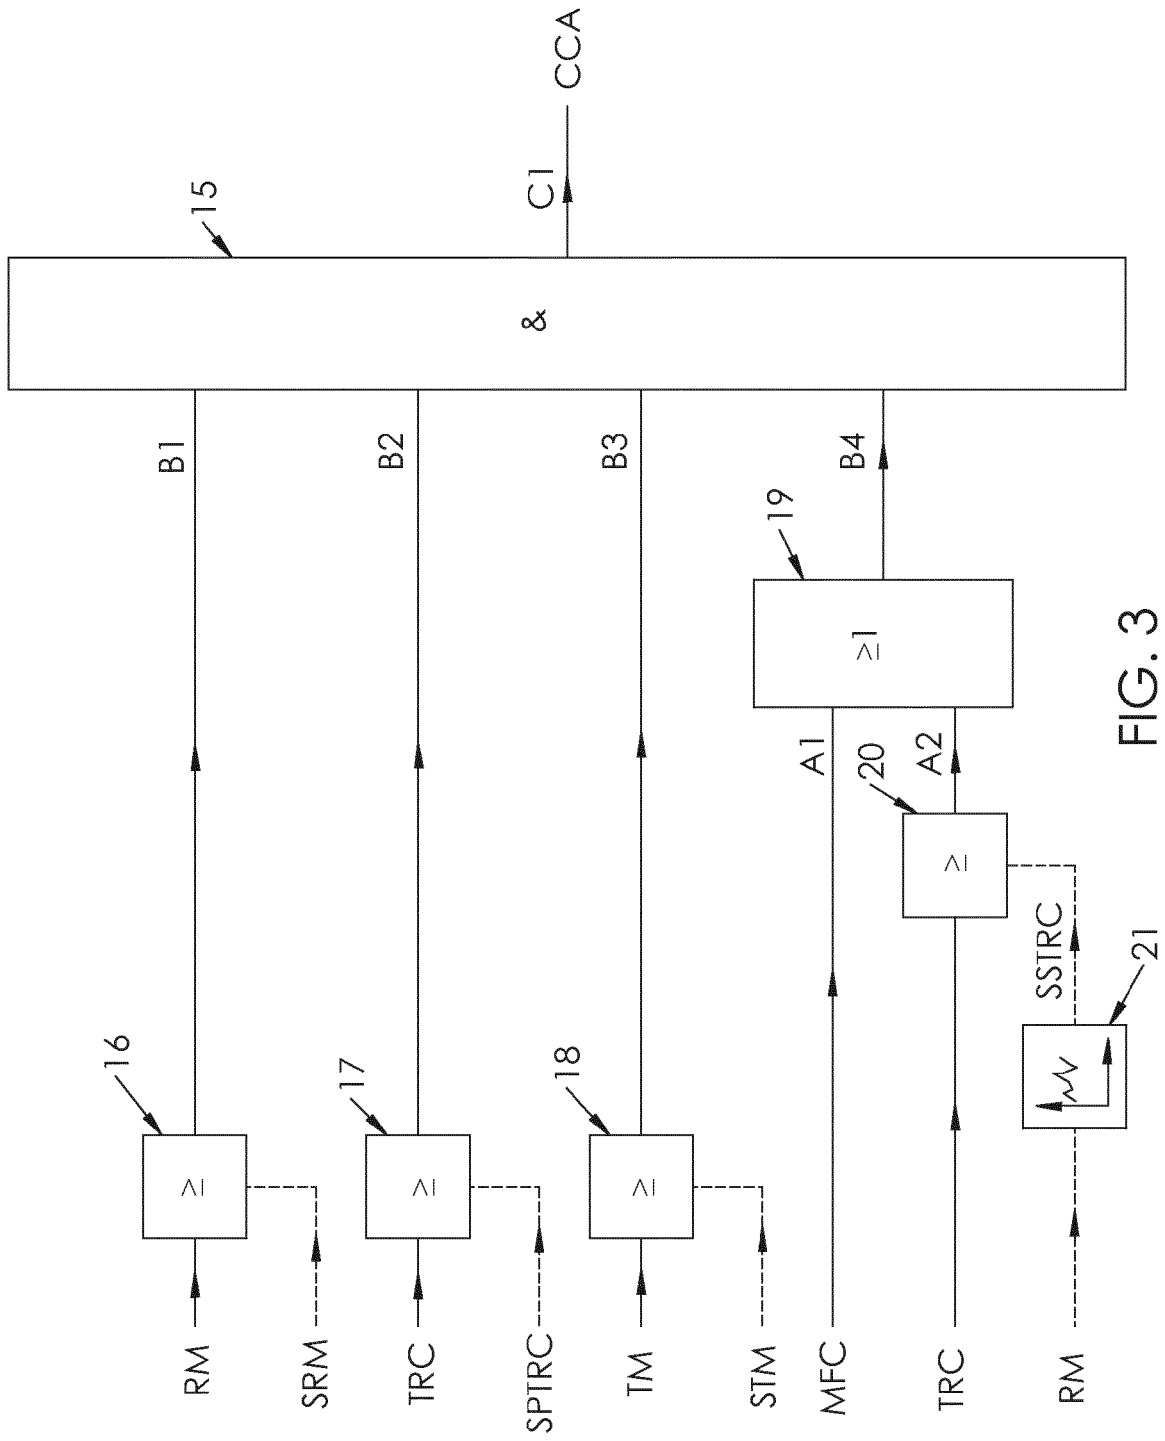 CCA
C1
15
&
B1
B2
B3
B4
19
≥1
A1
A2
20
≥
SSTRC
21
16
≥
17
≥
18
≥
RM
SRM
TRC
SPTRC
TM
STM
MFC
TRC
RM
FIG. 3